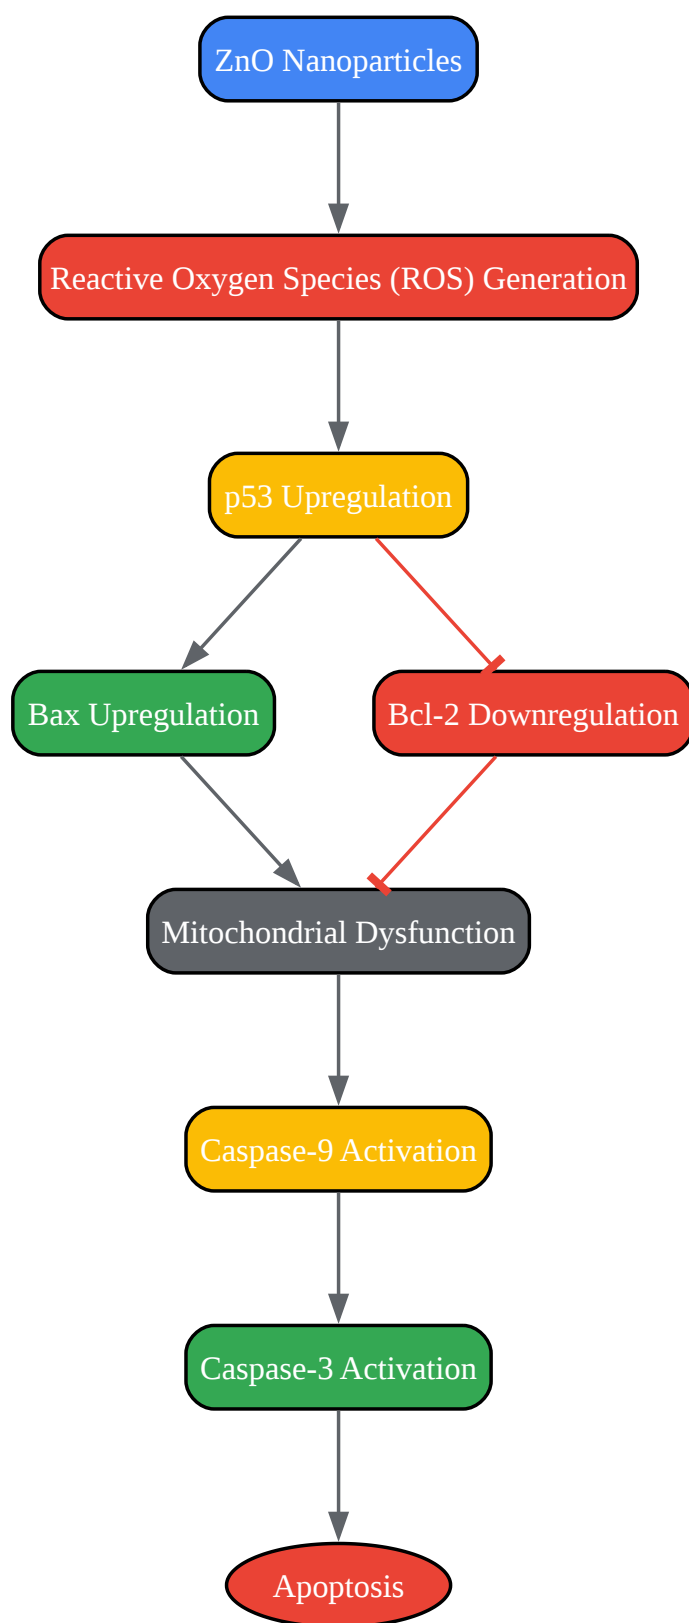 ZnO Nanoparticles
Reactive Oxygen Species (ROS) Generation
p53 Upregulation
Bax Upregulation
Bcl-2 Downregulation
Mitochondrial Dysfunction
Caspase-9 Activation
Caspase-3 Activation
Apoptosis